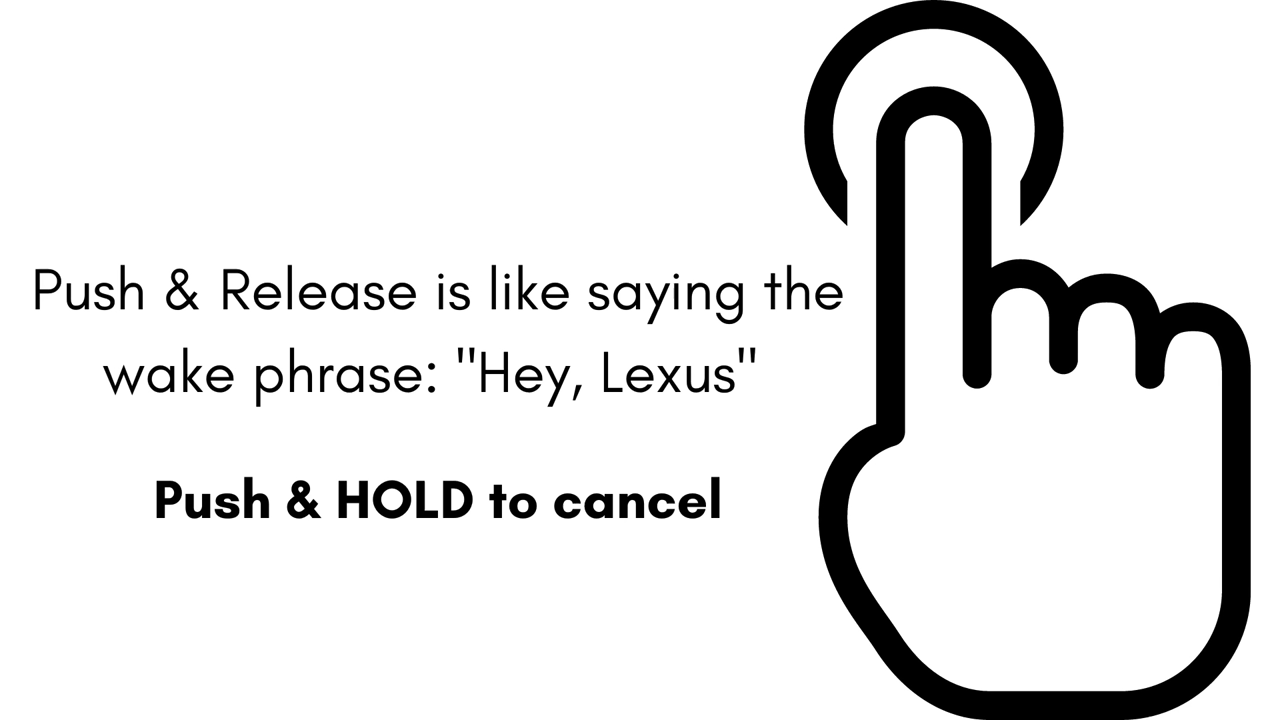 Push & Release is like saying the
wake phrase: "Hey, Lexus"
Push & HOLD to cancel